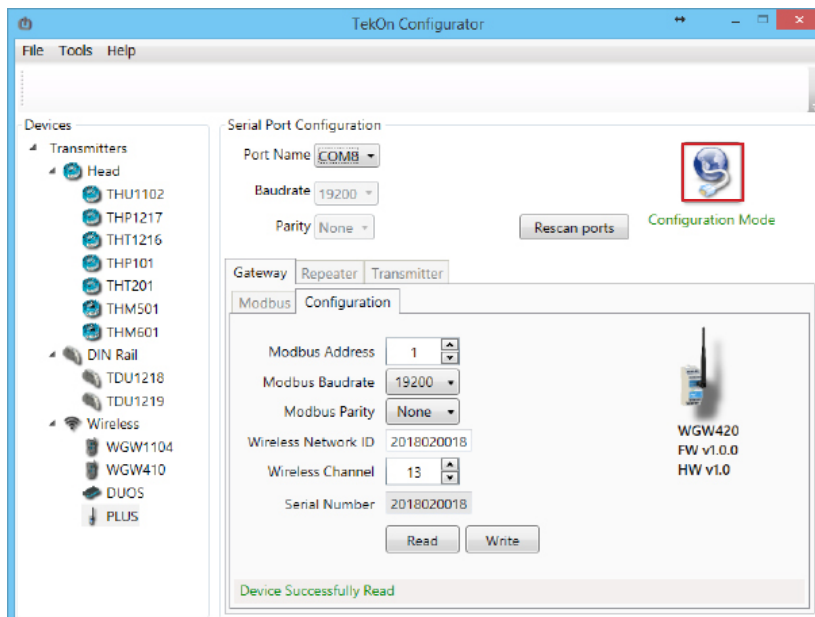 TekOn Configurator
File Tools Help
Devices
Transmitters
Head
THU1102
THP1217
THT1216
THP101
THT201
THM501
THM601
DIN Rail
TDU1218
TDU1219
Wireless
WGW1104
WGW410
DUOS
PLUS
Serial Port Configuration
Port Name COM8
Baudrate 19200
Parity None
Rescan ports
Configuration Mode
Gateway Repeater Transmitter
Modbus Configuration
Modbus Address 1
Modbus Baudrate 19200
Modbus Parity None
Wireless Network ID 2018020018
Wireless Channel 13
Serial Number 2018020018
Read Write
WGW420
FW v1.0.0
HW v1.0
Device Successfully Read